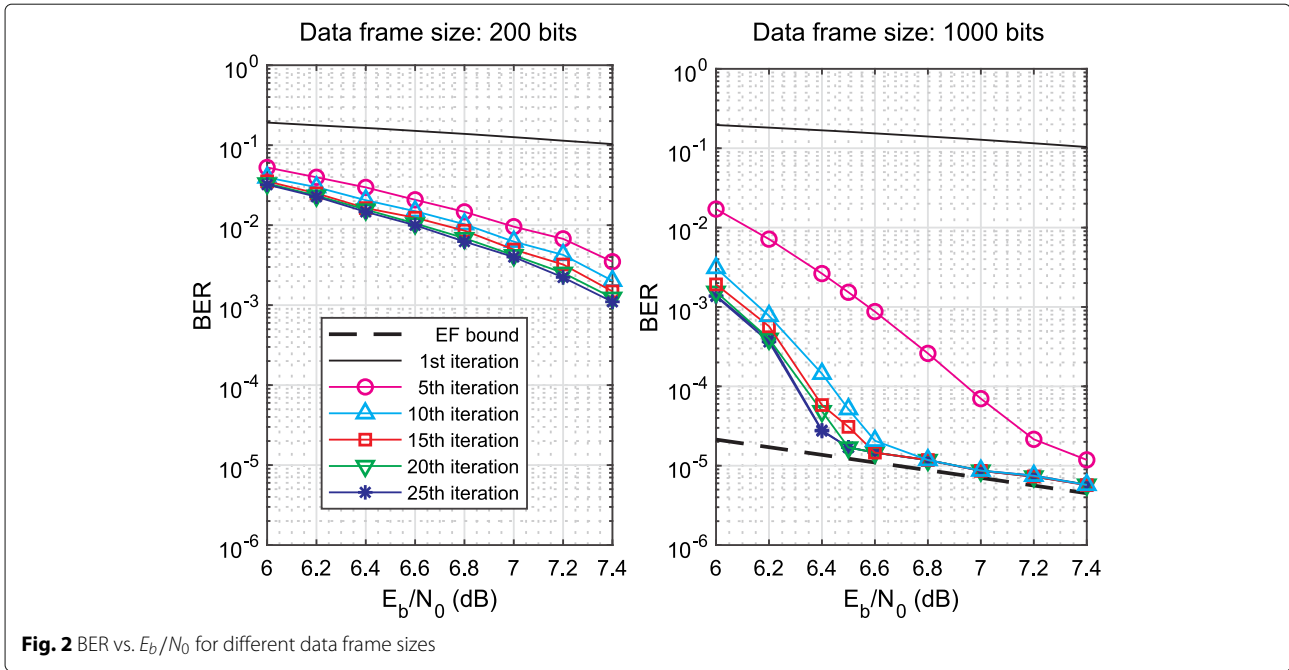 Data frame size: 200 bits
10^0
10^-1
10^-2
10^-3
10^-4
10^-5
10^-6
BER
EF bound
1st iteration
5th iteration
10th iteration
15th iteration
20th iteration
25th iteration
6 6.2 6.4 6.6 6.8 7 7.2 7.4
E_b/N_0 (dB)
Data frame size: 1000 bits
10^0
10^-1
10^-2
10^-3
10^-4
10^-5
10^-6
BER
6 6.2 6.4 6.6 6.8 7 7.2 7.4
E_b/N_0 (dB)
Fig. 2 BER vs. E_b/N_0 for different data frame sizes